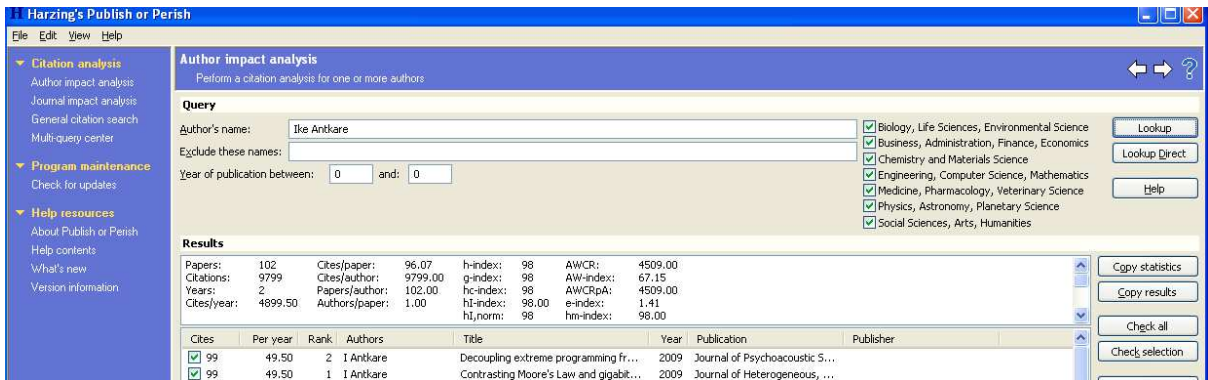 Harzing's Publish or Perish
File Edit View Help
Citation analysis
Author impact analysis
Journal impact analysis
General citation search
Multi-query center
Program maintenance
Check for updates
Help resources
About Publish or Perish
Help contents
What's new
Version information
Author impact analysis
Perform a citation analysis for one or more authors
Query
Author's name: Ike Antkare
Exclude these names:
Year of publication between: 0 and: 0
Biology, Life Sciences, Environmental Science
Business, Administration, Finance, Economics
Chemistry and Materials Science
Engineering, Computer Science, Mathematics
Medicine, Pharmacology, Veterinary Science
Physics, Astronomy, Planetary Science
Social Sciences, Arts, Humanities
Lookup
Lookup Direct
Help
Results
Papers: 102 Cites/paper: 96.07 h-index: 98 AWCR: 4509.00
Citations: 9799 Cites/author: 9799.00 g-index: 98 AW-index: 67.15
Years: 2 Papers/author: 102.00 hc-index: 98 AWCRpA: 4509.00
Cites/year: 4899.50 Authors/paper: 1.00 hI-index: 98.00 e-index: 1.41
hI,norm: 98 hm-index: 98.00
Copy statistics
Copy results
Check all
Check selection
Cites Per year Rank Authors Title Year Publication Publisher
99 49.50 2 I Antkare Decoupling extreme programming fr... 2009 Journal of Psychoacoustic S...
99 49.50 1 I Antkare Contrasting Moore's Law and gigabit... 2009 Journal of Heterogeneous, ...